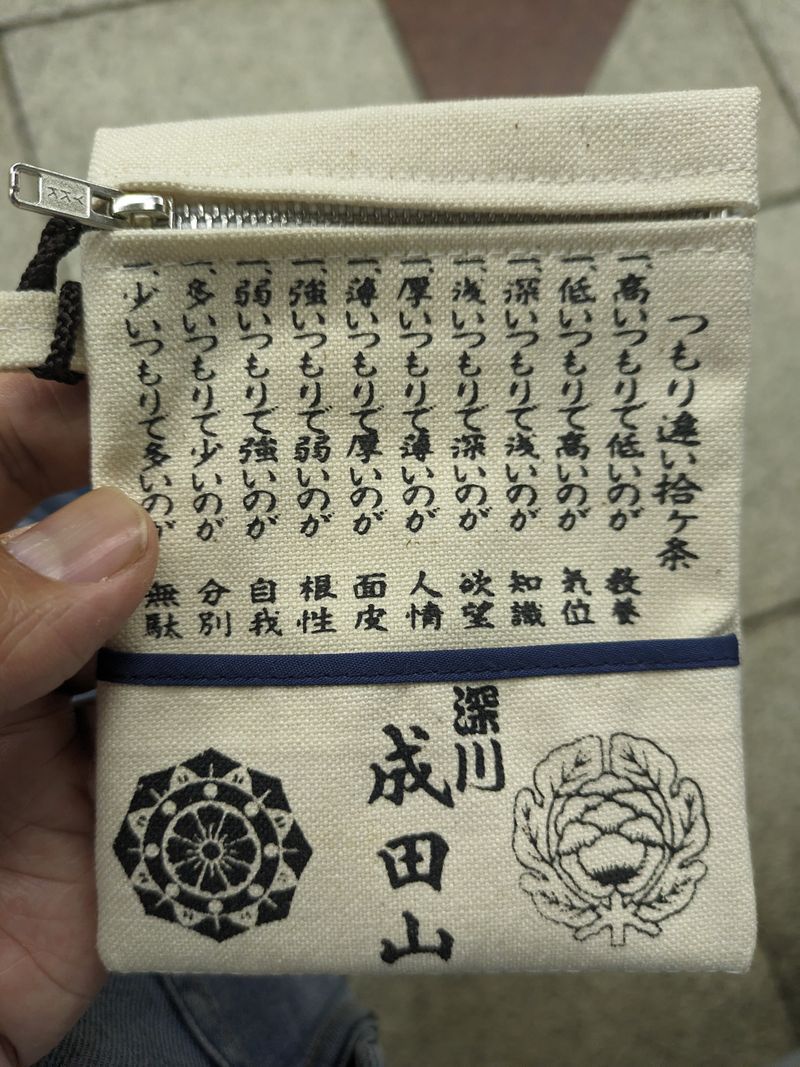 つもり違い拾ケ条
一、高いつもりで低いのが 教養
一、低いつもりで高いのが 気位
一、深いつもりで浅いのが 知識
一、浅いつもりで深いのが 欲望
一、厚いつもりで薄いのが 人情
一、薄いつもりで厚いのが 面皮
一、強いつもりで弱いのが 根性
一、弱いつもりで強いのが 自我
一、多いつもりで少いのが 分別
一、少いつもりで多いのが 無駄
深川
成田山
YKK